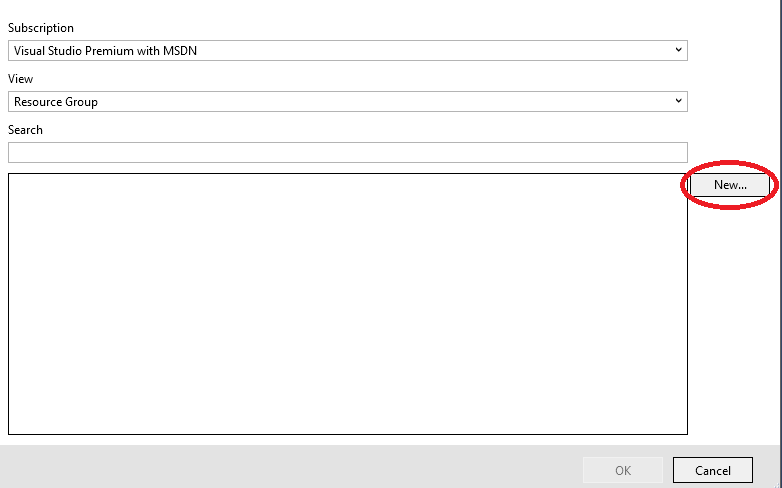 Subscription
Visual Studio Premium with MSDN
View
Resource Group
Search
New...
OK
Cancel